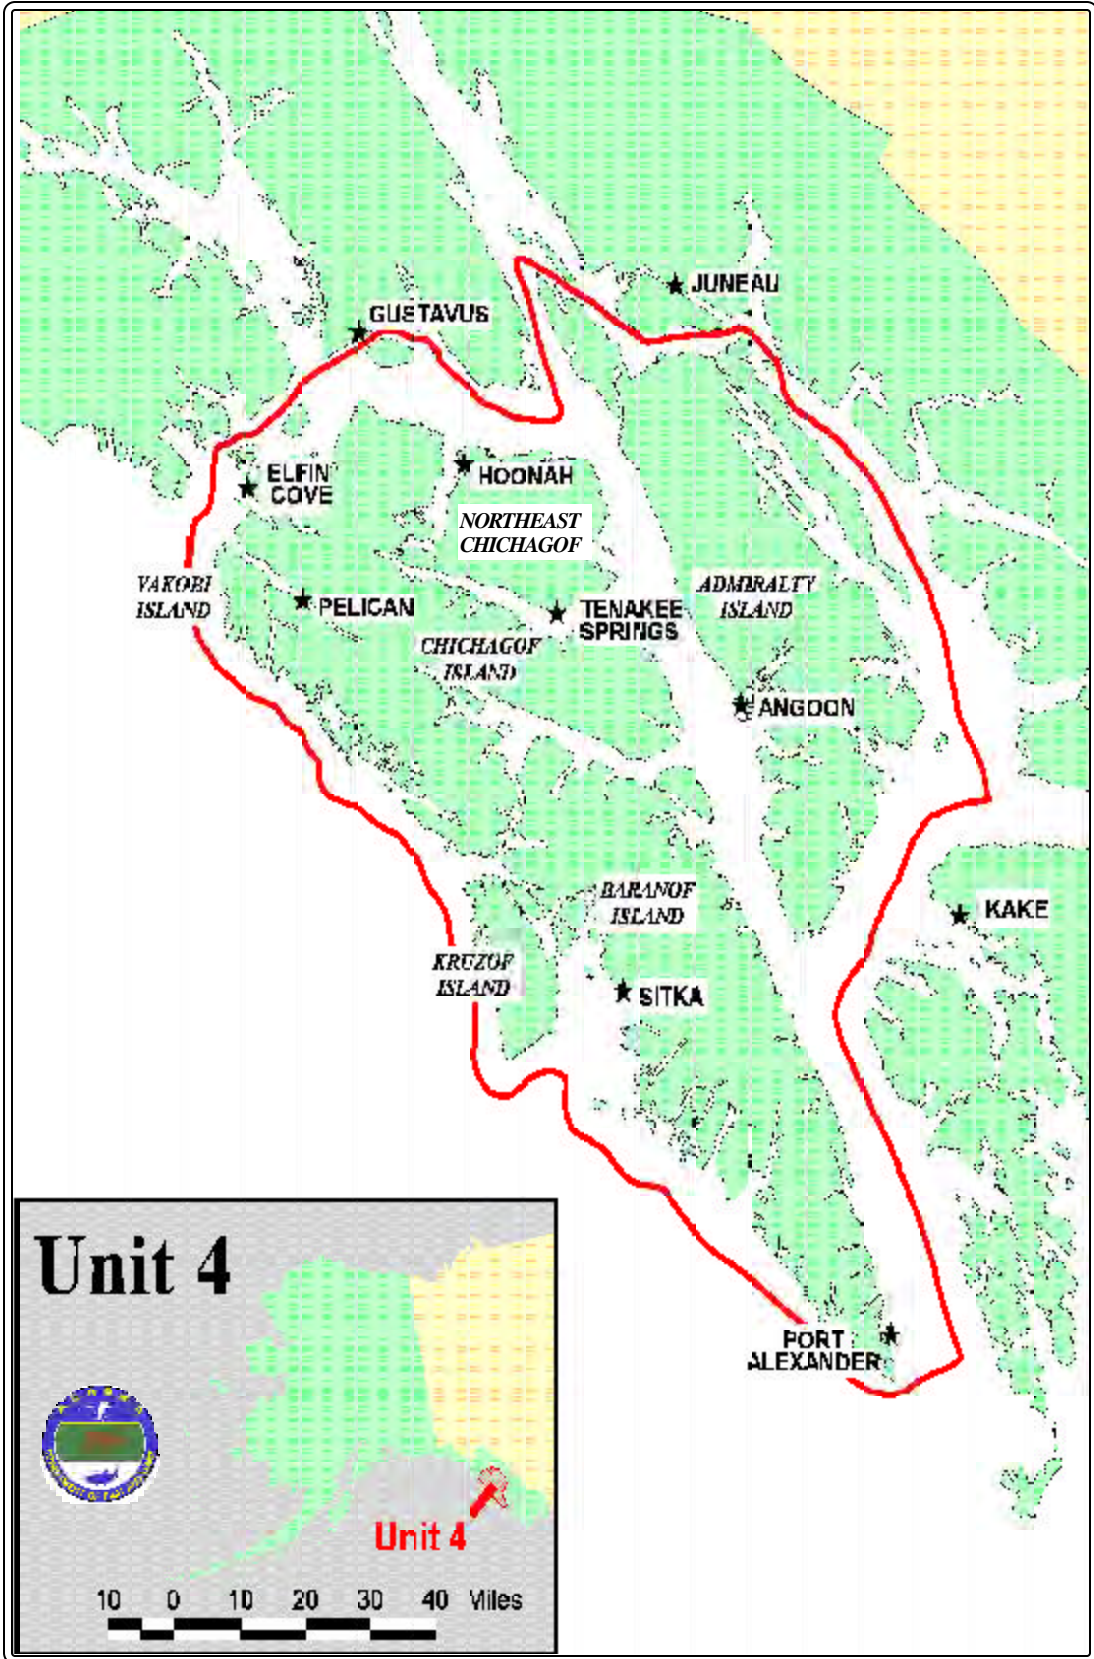 JUNEAU
GUSTAVUS
ELFIN
COVE
HOONAH
NORTHEAST
CHICHAGOF
YAKOBI
ISLAND
PELICAN
ADMIRALTY
ISLAND
TENAKEE
SPRINGS
CHICHAGOF
ISLAND
ANGOON
BARANOF
ISLAND
KAKE
KRUZOF
ISLAND
SITKA
PORT
ALEXANDER
Unit 4
Unit 4
10 0 10 20 30 40 Miles